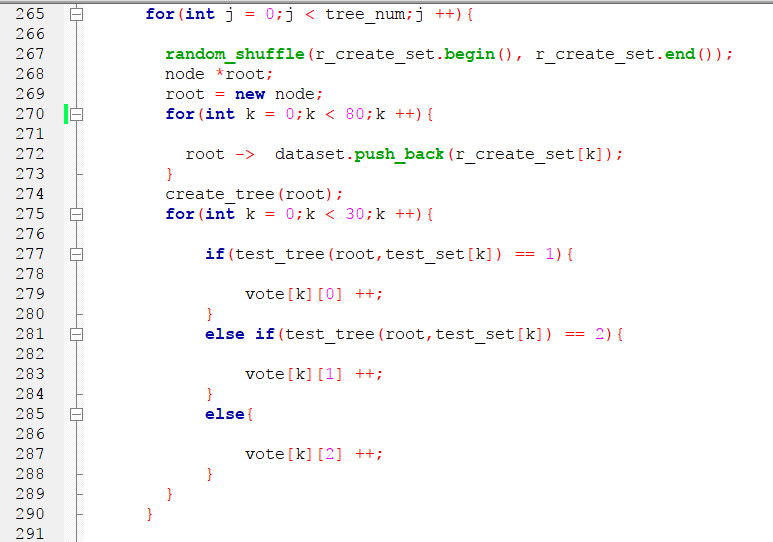 265 for(int j = 0;j < tree_num;j ++){
266
267 random_shuffle(r_create_set.begin(), r_create_set.end());
268 node *root;
269 root = new node;
270 for(int k = 0;k < 80;k ++){
271
272 root -> dataset.push_back(r_create_set[k]);
273 }
274 create_tree(root);
275 for(int k = 0;k < 30;k ++){
276
277 if(test_tree(root,test_set[k]) == 1){
278
279 vote[k][0] ++;
280 }
281 else if(test_tree(root,test_set[k]) == 2){
282
283 vote[k][1] ++;
284 }
285 else{
286
287 vote[k][2] ++;
288 }
289 }
290 }
291